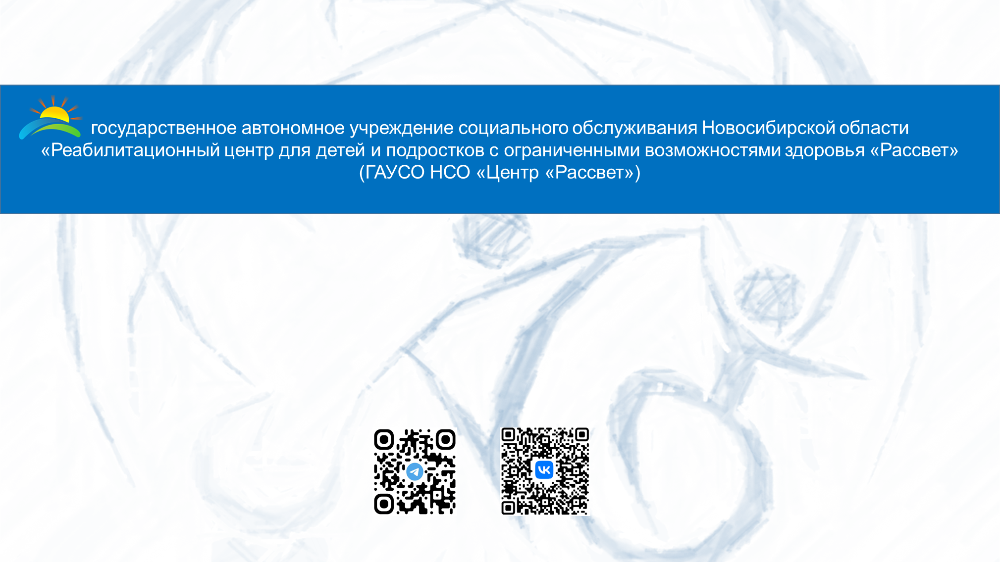 государственное автономное учреждение социального обслуживания Новосибирской области
«Реабилитационный центр для детей и подростков с ограниченными возможностями здоровья «Рассвет»
(ГАУСО НСО «Центр «Рассвет»)